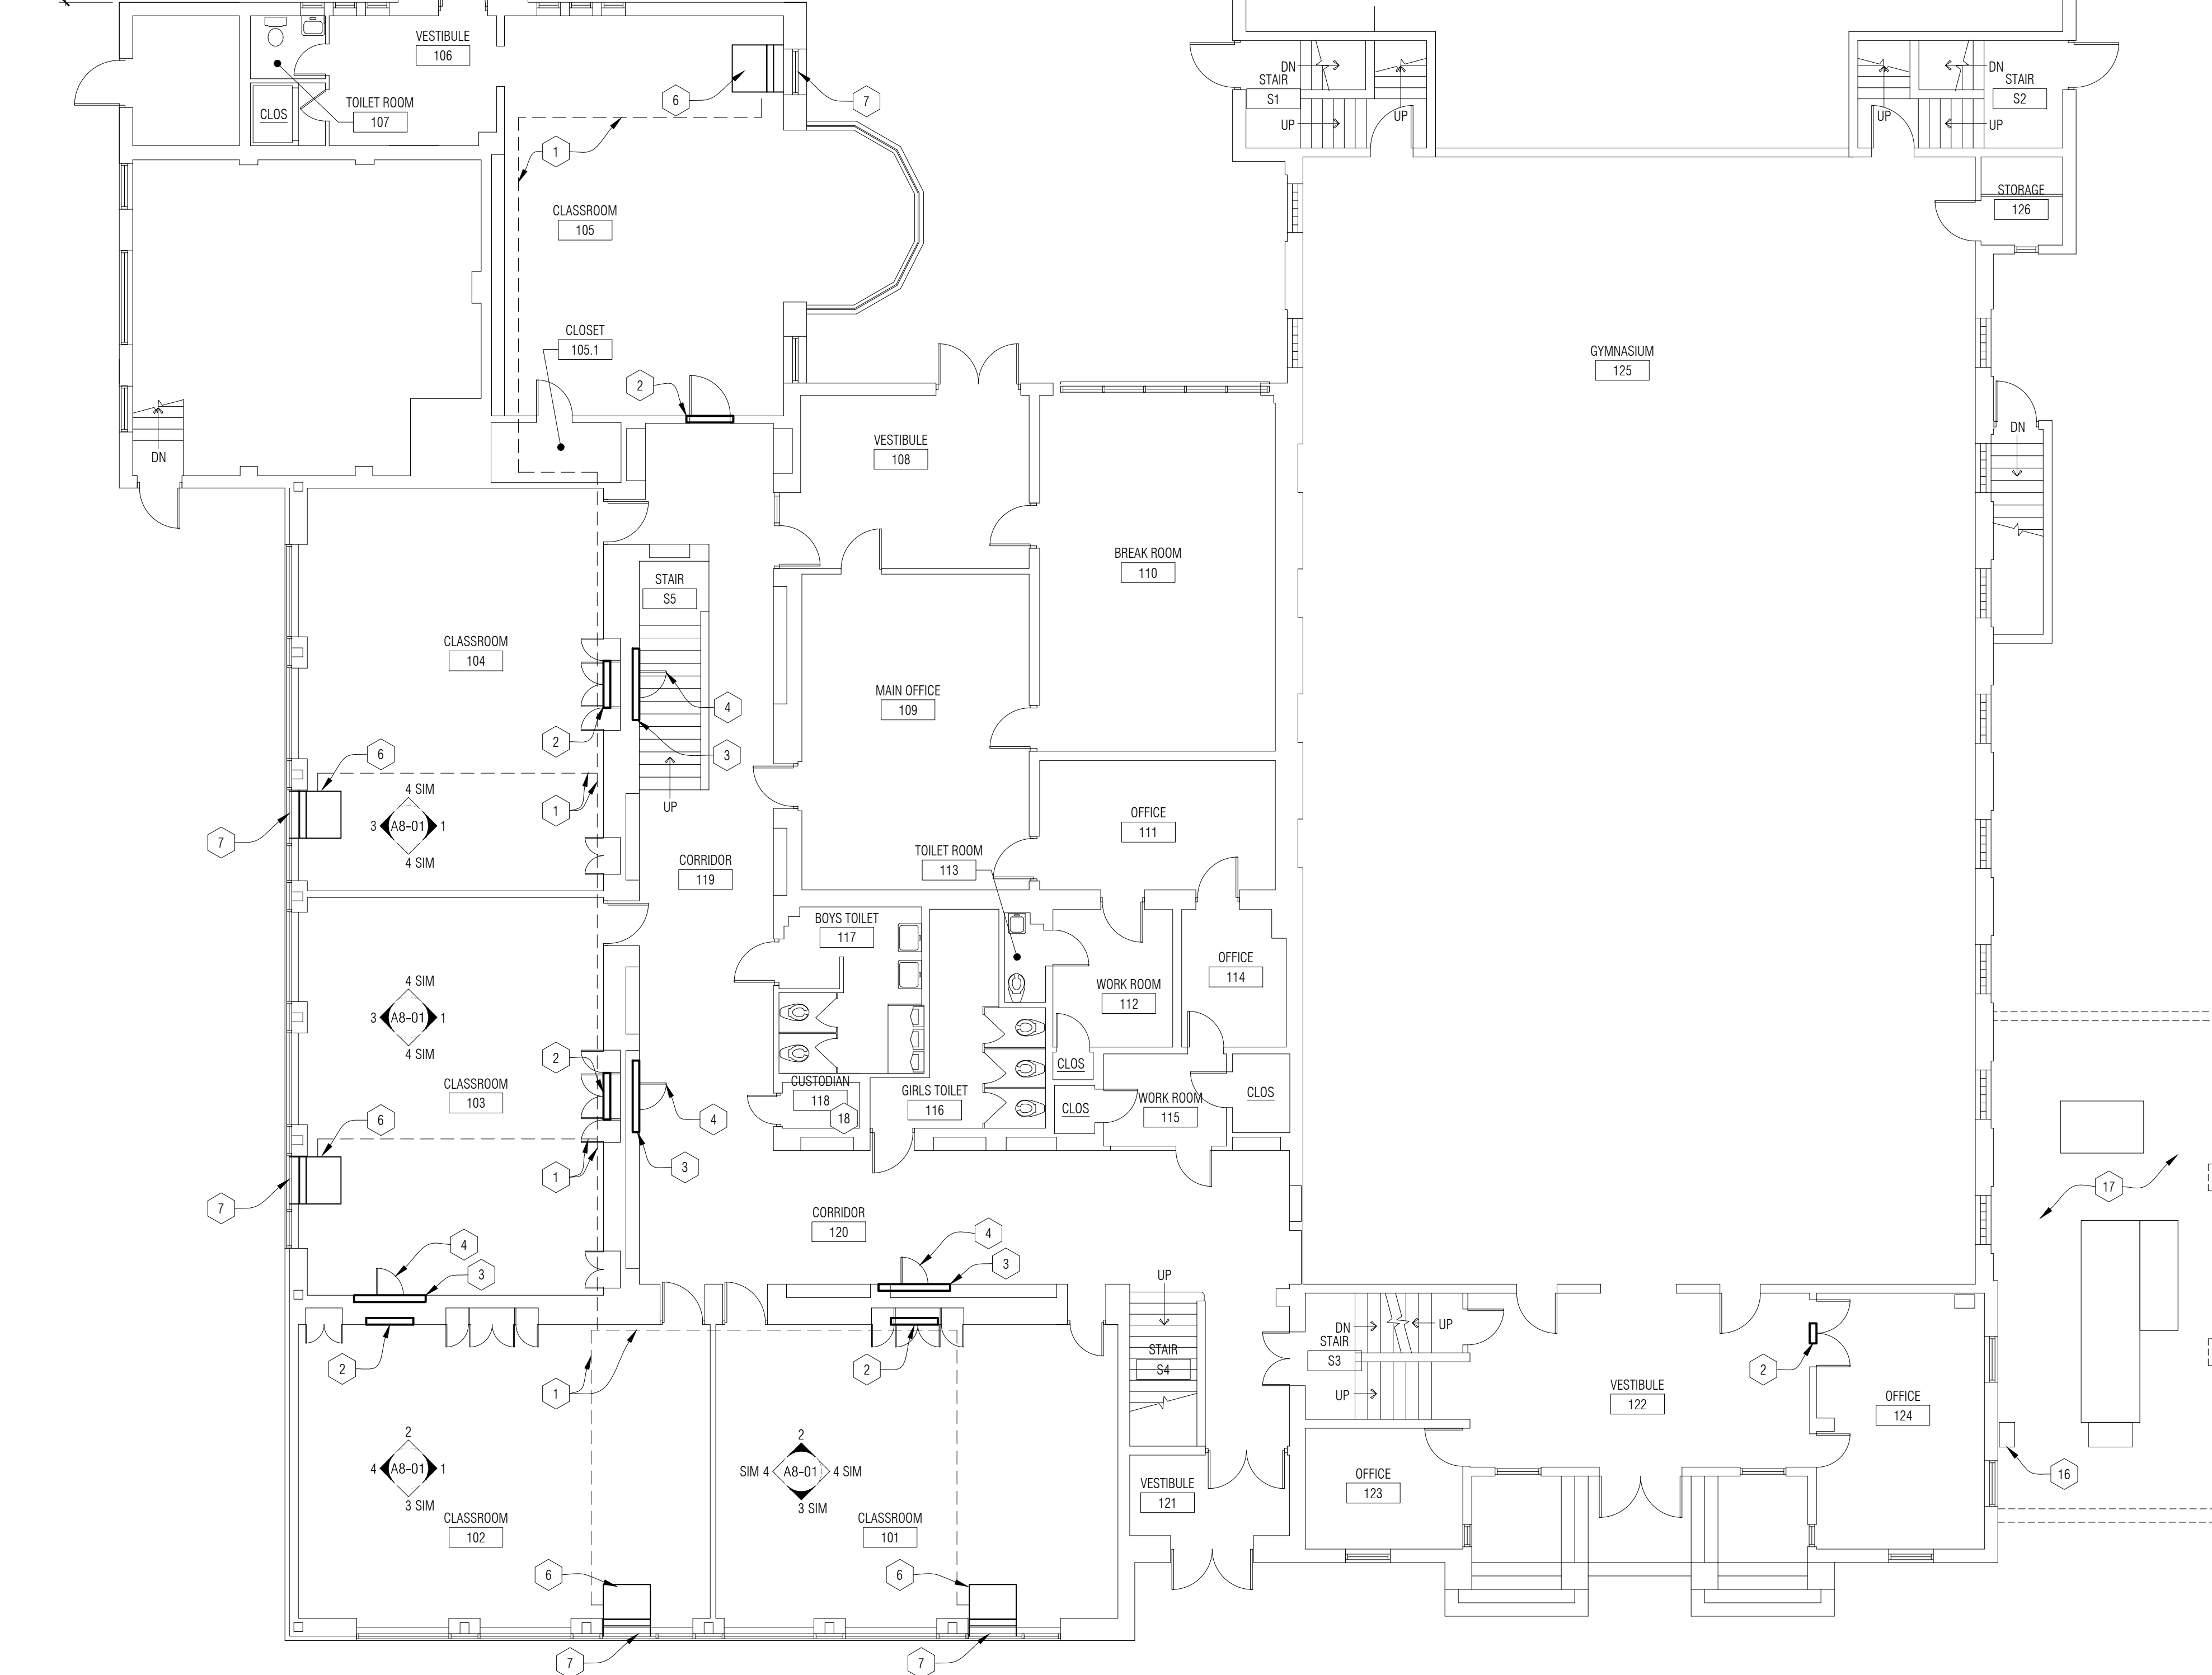 VESTIBULE
106
TOILET ROOM
107
CLOS
6
7
1
CLASSROOM
105
CLOSET
105.1
2
DN
STAIR
S1
UP
UP
DN
STAIR
S2
UP
UP
STORAGE
126
GYMNASIUM
125
DN
DN
VESTIBULE
108
BREAK ROOM
110
STAIR
S5
UP
CLASSROOM
104
2
4
3
6
1
7
4 SIM
3 A8-01 1
4 SIM
MAIN OFFICE
109
OFFICE
111
CORRIDOR
119
TOILET ROOM
113
BOYS TOILET
117
WORK ROOM
112
OFFICE
114
4 SIM
3 A8-01 1
4 SIM
CLASSROOM
103
2
4
3
6
1
7
CUSTODIAN
118
18
GIRLS TOILET
116
CLOS
CLOS
WORK ROOM
115
CLOS
17
CORRIDOR
120
4
3
4
3
UP
STAIR
S4
DN
STAIR
S3
UP
UP
2
2
2
1
VESTIBULE
122
OFFICE
124
2
4 A8-01 1
3 SIM
CLASSROOM
102
2
SIM 4 A8-01 4 SIM
3 SIM
CLASSROOM
101
VESTIBULE
121
OFFICE
123
16
6
6
7
7